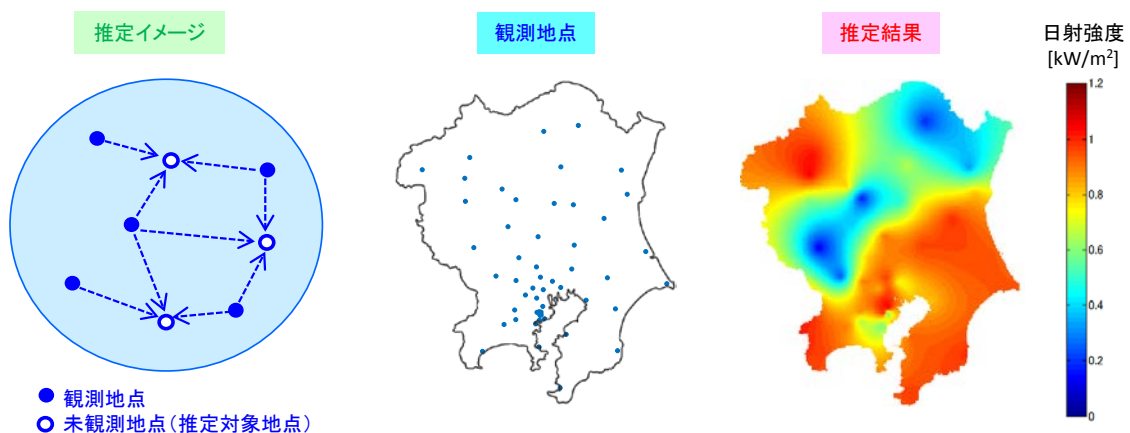 推定イメージ
観測地点
推定結果
日射強度
[kW/m²]
1.2
1
0.8
0.6
0.4
0.2
0
観測地点
未観測地点(推定対象地点)